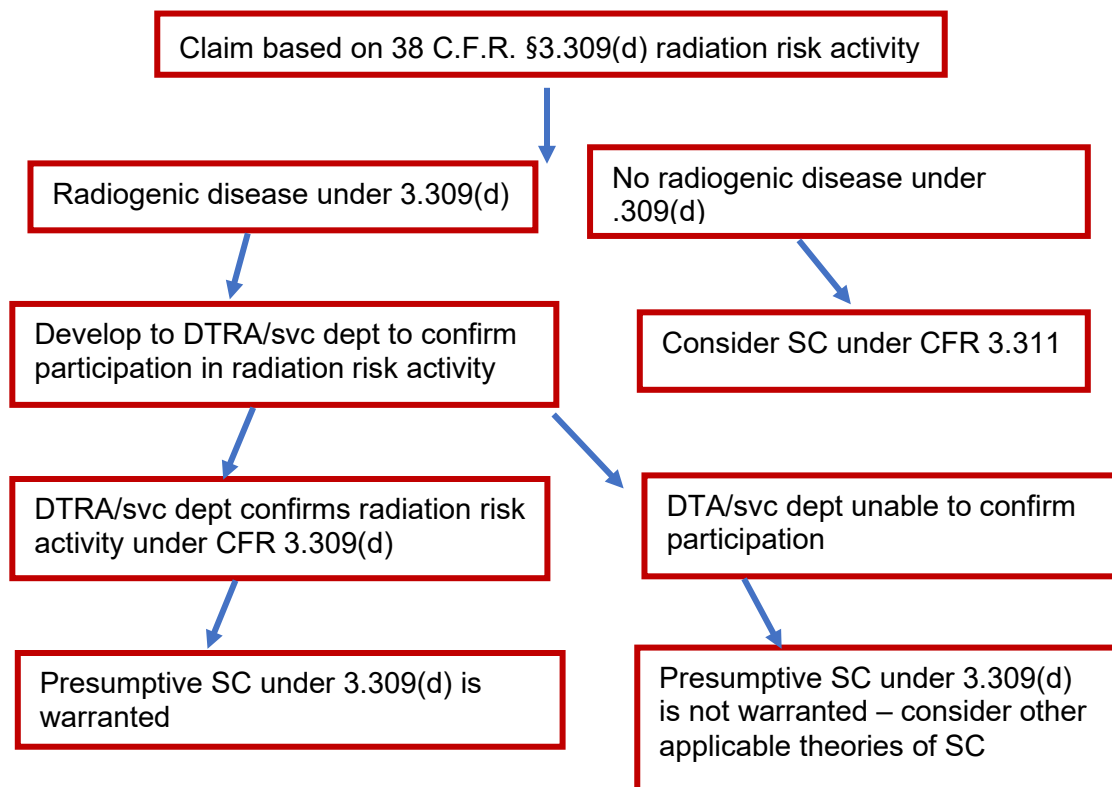 Claim based on 38 C.F.R. §3.309(d) radiation risk activity
Radiogenic disease under 3.309(d)
No radiogenic disease under
.309(d)
Develop to DTRA/svc dept to confirm
participation in radiation risk activity
Consider SC under CFR 3.311
DTRA/svc dept confirms radiation risk
activity under CFR 3.309(d)
DTA/svc dept unable to confirm
participation
Presumptive SC under 3.309(d) is
warranted
Presumptive SC under 3.309(d)
is not warranted – consider other
applicable theories of SC